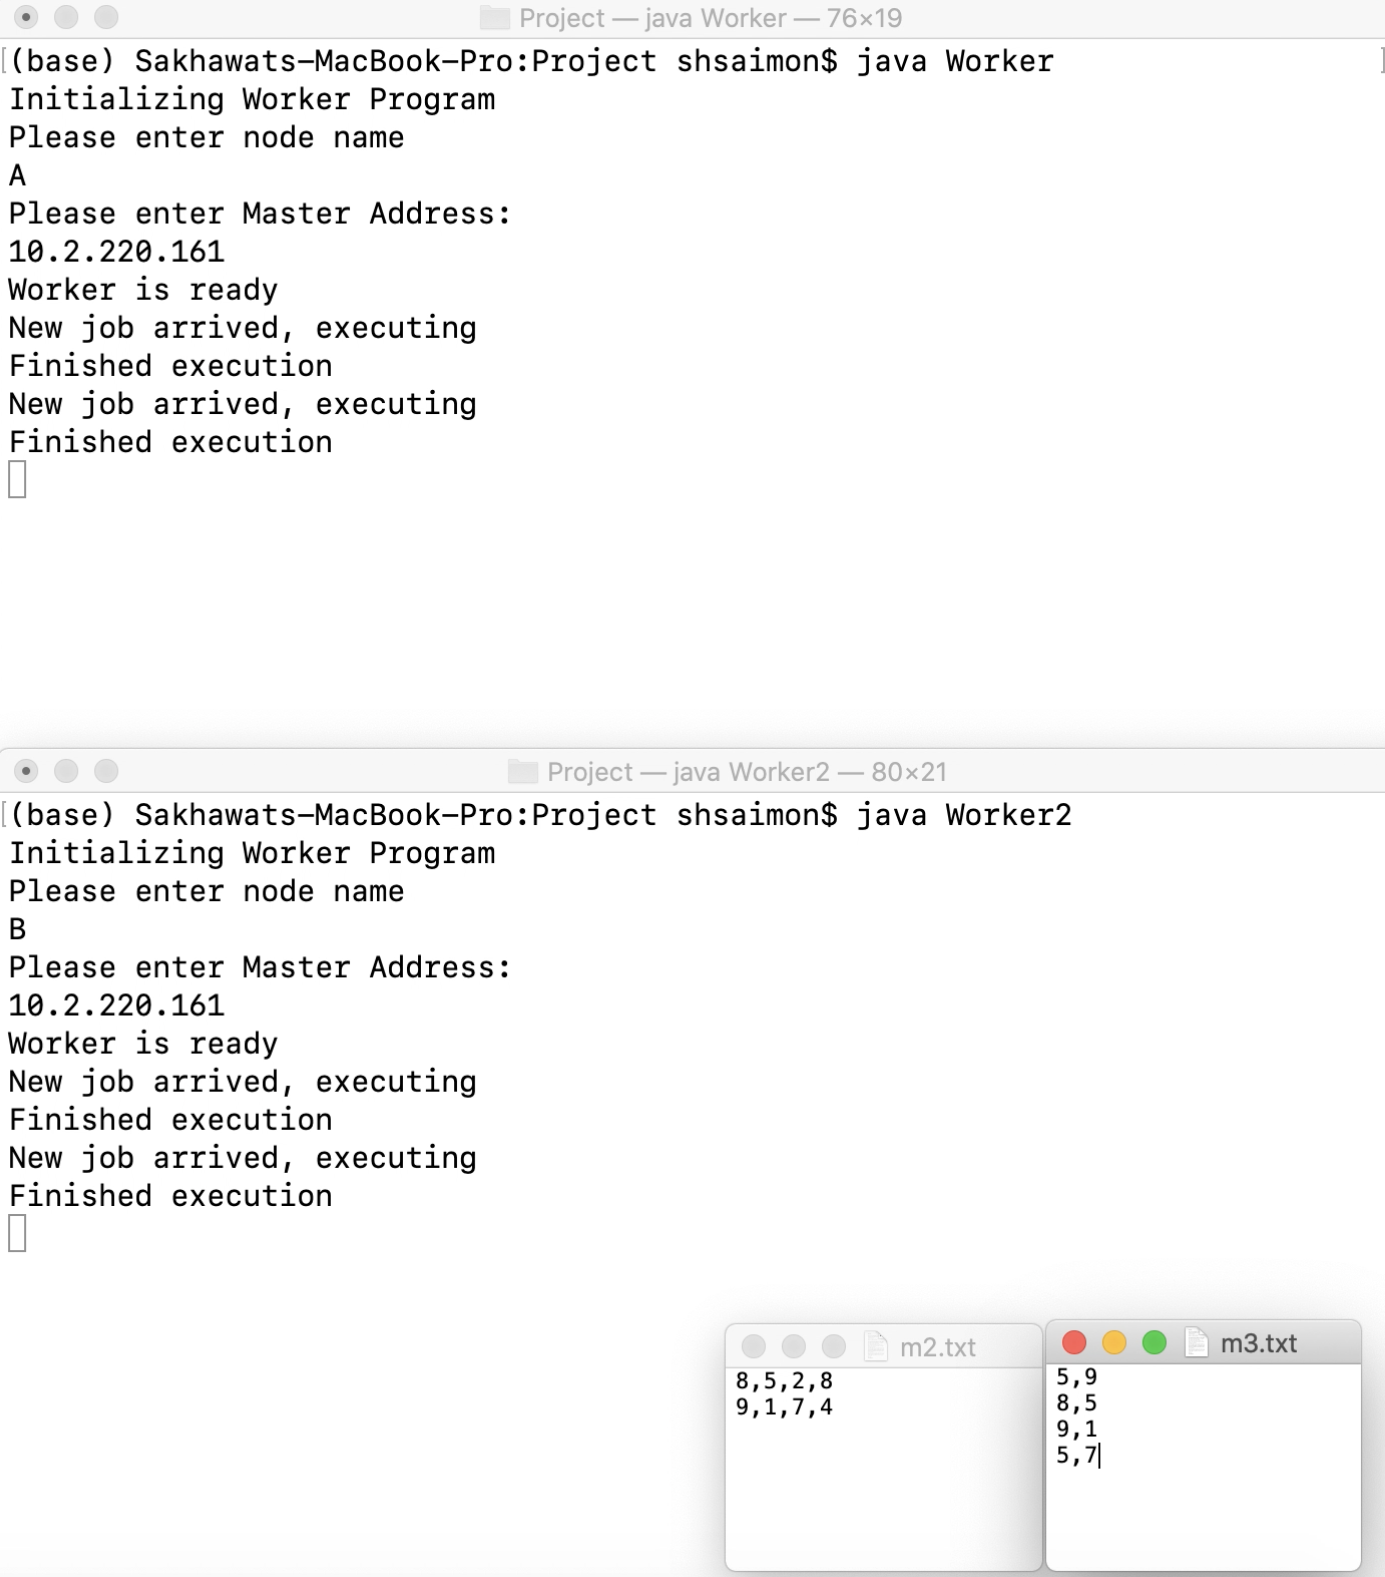 Project — java Worker — 76×19
(base) Sakhawats-MacBook-Pro:Project shsaimon$ java Worker
Initializing Worker Program
Please enter node name
A
Please enter Master Address:
10.2.220.161
Worker is ready
New job arrived, executing
Finished execution
New job arrived, executing
Finished execution
Project — java Worker2 — 80×21
(base) Sakhawats-MacBook-Pro:Project shsaimon$ java Worker2
Initializing Worker Program
Please enter node name
B
Please enter Master Address:
10.2.220.161
Worker is ready
New job arrived, executing
Finished execution
New job arrived, executing
Finished execution
m2.txt
8,5,2,8
9,1,7,4
m3.txt
5,9
8,5
9,1
5,7